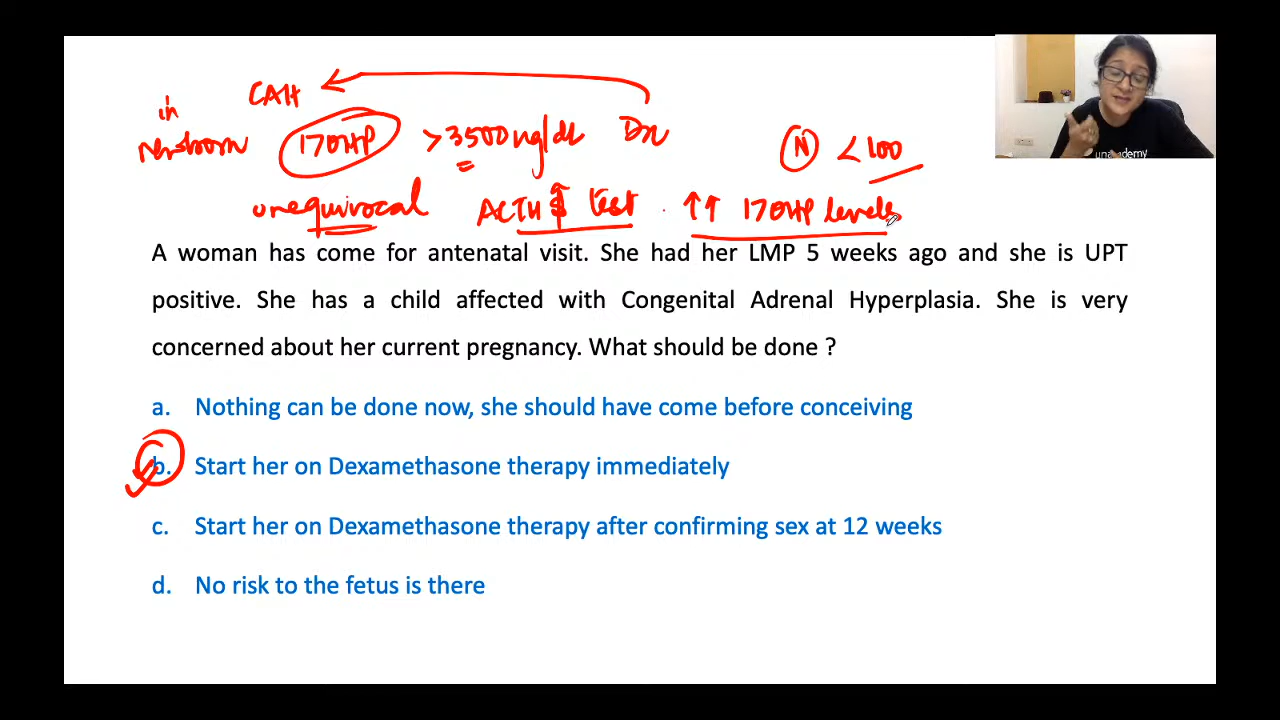 CAH
in
newborn 17OHP >3500 ng/dl Dx
N < 100
unequivocal ACTH test ↑↑ 17OHP levels
unacademy
A woman has come for antenatal visit. She had her LMP 5 weeks ago and she is UPT
positive. She has a child affected with Congenital Adrenal Hyperplasia. She is very
concerned about her current pregnancy. What should be done ?
a. Nothing can be done now, she should have come before conceiving
b. Start her on Dexamethasone therapy immediately
c. Start her on Dexamethasone therapy after confirming sex at 12 weeks
d. No risk to the fetus is there